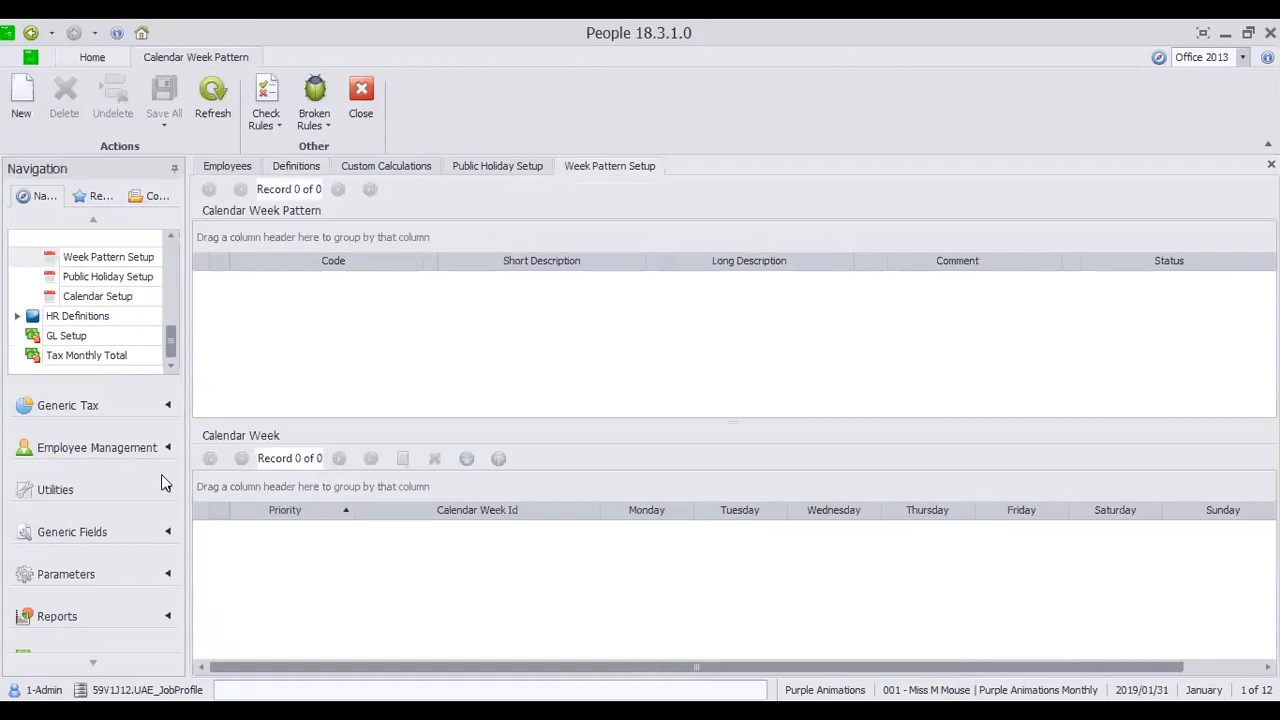 People 18.3.1.0
Home
Calendar Week Pattern
Office 2013
New
Delete
Undelete
Save All
Refresh
Check Rules
Broken Rules
Close
Actions
Other
Navigation
Na...
Re...
Co...
Week Pattern Setup
Public Holiday Setup
Calendar Setup
HR Definitions
GL Setup
Tax Monthly Total
Generic Tax
Employee Management
Utilities
Generic Fields
Parameters
Reports
Employees
Definitions
Custom Calculations
Public Holiday Setup
Week Pattern Setup
Record 0 of 0
Calendar Week Pattern
Drag a column header here to group by that column
Code
Short Description
Long Description
Comment
Status
Calendar Week
Record 0 of 0
Drag a column header here to group by that column
Priority
Calendar Week Id
Monday
Tuesday
Wednesday
Thursday
Friday
Saturday
Sunday
1-Admin
59V1J12.UAE_JobProfile
Purple Animations
001 - Miss M Mouse | Purple Animations Monthly
2019/01/31
January
1 of 12